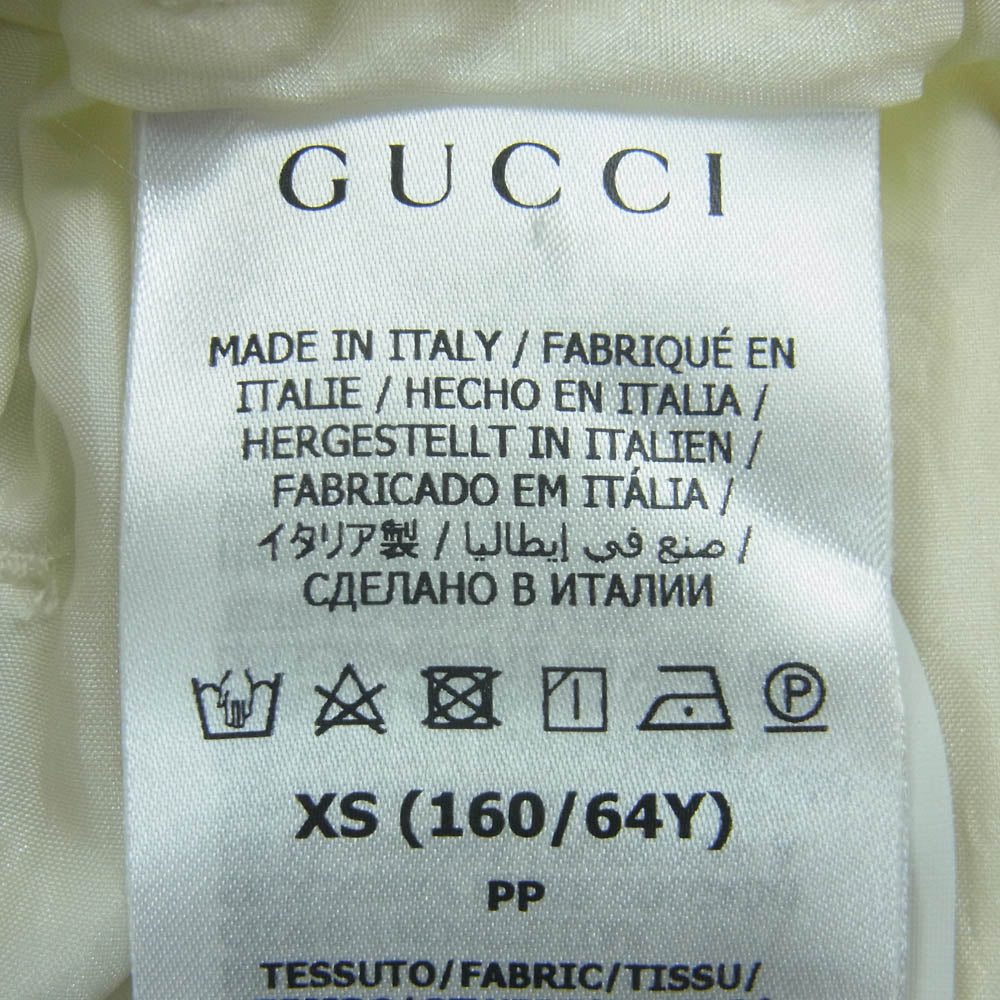 GUCCI
MADE IN ITALY / FABRIQUÉ EN
ITALIE / HECHO EN ITALIA /
HERGESTELLT IN ITALIEN /
FABRICADO EM ITÁLIA /
イタリア製 / صنع في إيطاليا /
СДЕЛАНО В ИТАЛИИ
P
XS (160/64Y)
PP
TESSUTO/FABRIC/TISSU/